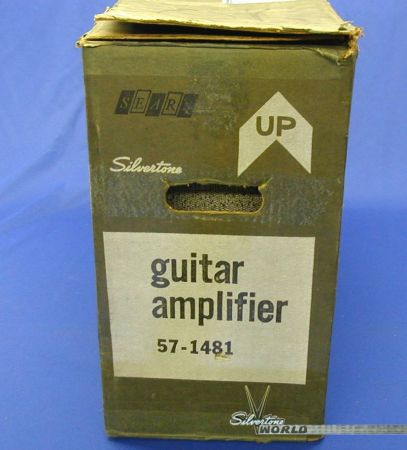 SEARS
UP
Silvertone
guitar
amplifier
57-1481
Silvertone
WORLD